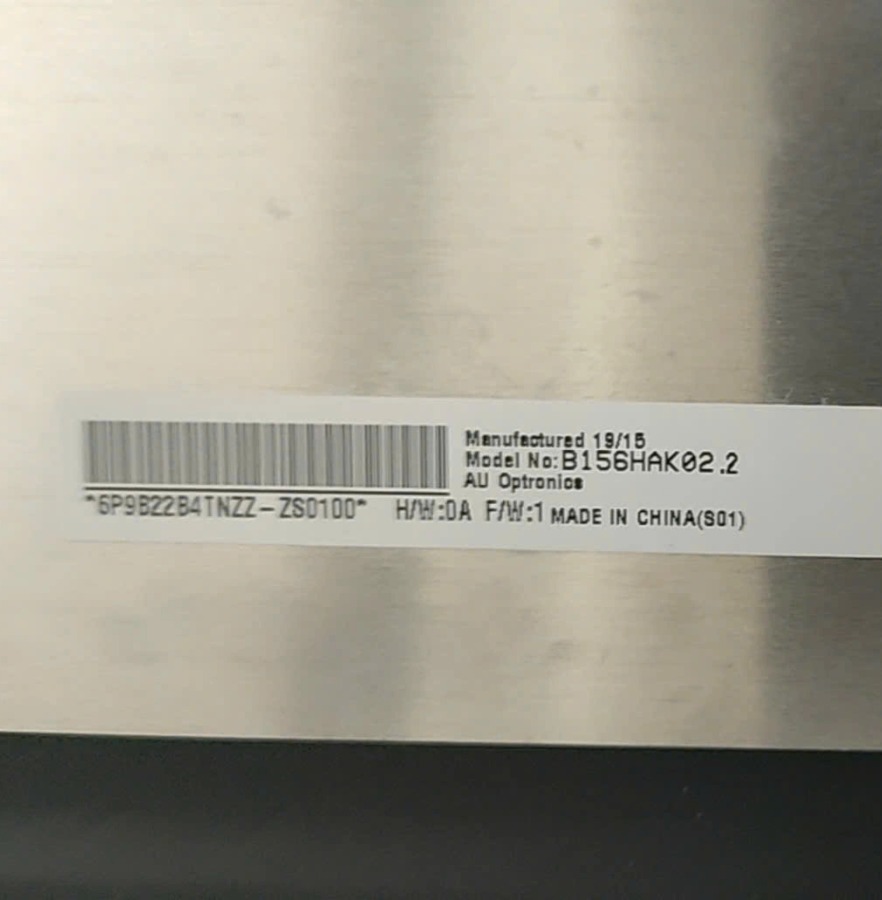 Manufactured 19/15
Model No:B156HAK02.2
AU Optronics
*6P9B22B4TNZZ-ZS0100* H/W:0A F/W:1 MADE IN CHINA(S01)